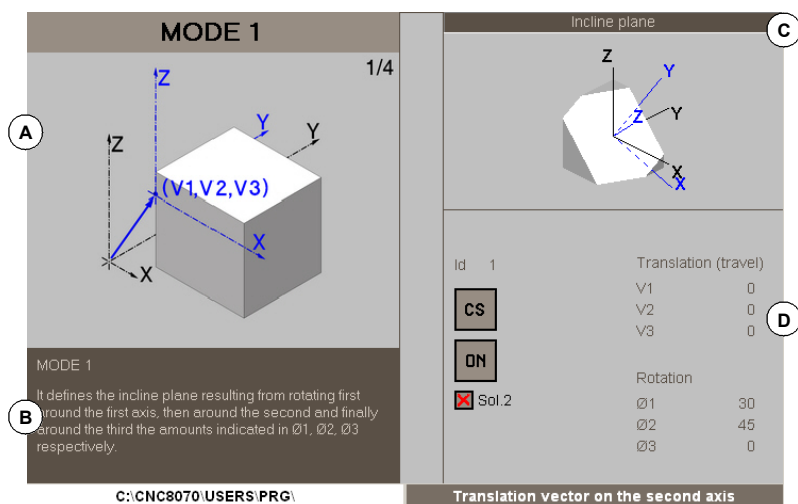 MODE 1
1/4
Z
Z
Y
Y
(V1,V2,V3)
X
X
A
MODE 1
It defines the incline plane resulting from rotating first
around the first axis, then around the second and finally
around the third the amounts indicated in Ø1, Ø2, Ø3
respectively.
B
C:\CNC8070\USERS\PRG\
Incline plane
C
Z
Y
Z
Y
X
X
Id 1
CS
ON
Sol.2
Translation (travel)
V1 0
V2 0
V3 0
D
Rotation
Ø1 30
Ø2 45
Ø3 0
Translation vector on the second axis